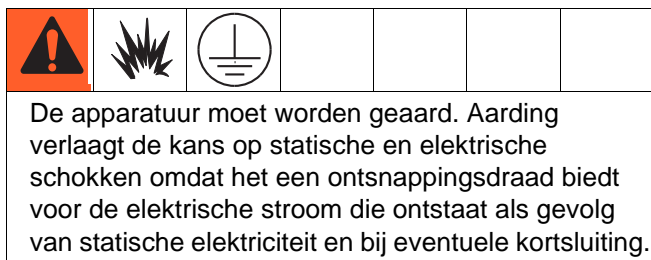 De apparatuur moet worden geaard. Aarding
verlaagt de kans op statische en elektrische
schokken omdat het een ontsnappingsdraad biedt
voor de elektrische stroom die ontstaat als gevolg
van statische elektriciteit en bij eventuele kortsluiting.